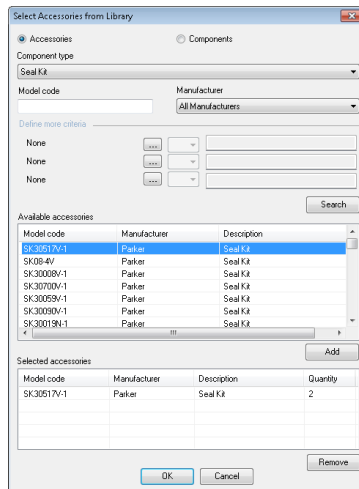 Select Accessories from Library
Accessories Components
Component type
Seal Kit
Model code Manufacturer
All Manufacturers
Define more criteria
None ...
None ...
None ...
Search
Available accessories
Model code Manufacturer Description
SK30517V-1 Parker Seal Kit
SK08-4V Parker Seal Kit
SK30008V-1 Parker Seal Kit
SK30700V-1 Parker Seal Kit
SK30059V-1 Parker Seal Kit
SK30090V-1 Parker Seal Kit
SK30019N-1 Parker Seal Kit
Add
Selected accessories
Model code Manufacturer Description Quantity
SK30517V-1 Parker Seal Kit 2
Remove
OK Cancel